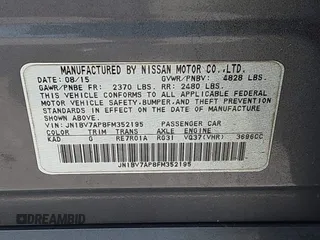 MANUFACTURED BY NISSAN MOTOR CO.,LTD.
DATE: 08/15 GVWR/PNBV: 4828 LBS.
GAWR/PNBE FR: 2370 LBS. RR: 2480 LBS.
THIS VEHICLE CONFORMS TO ALL APPLICABLE FEDERAL
MOTOR VEHICLE SAFETY,BUMPER,AND THEFT PREVENTION
STANDARDS IN EFFECT ON THE DATE OF
MANUFACTURE SHOWN ABOVE.
VIN: JN1BV7AP8FM352195 PASSENGER CAR
COLOR TRIM TRANS AXLE ENGINE
KAD G RE7R01A RG31 VQ37(VHR) 3696CC
JN1BV7AP8FM352195
DREAMBID